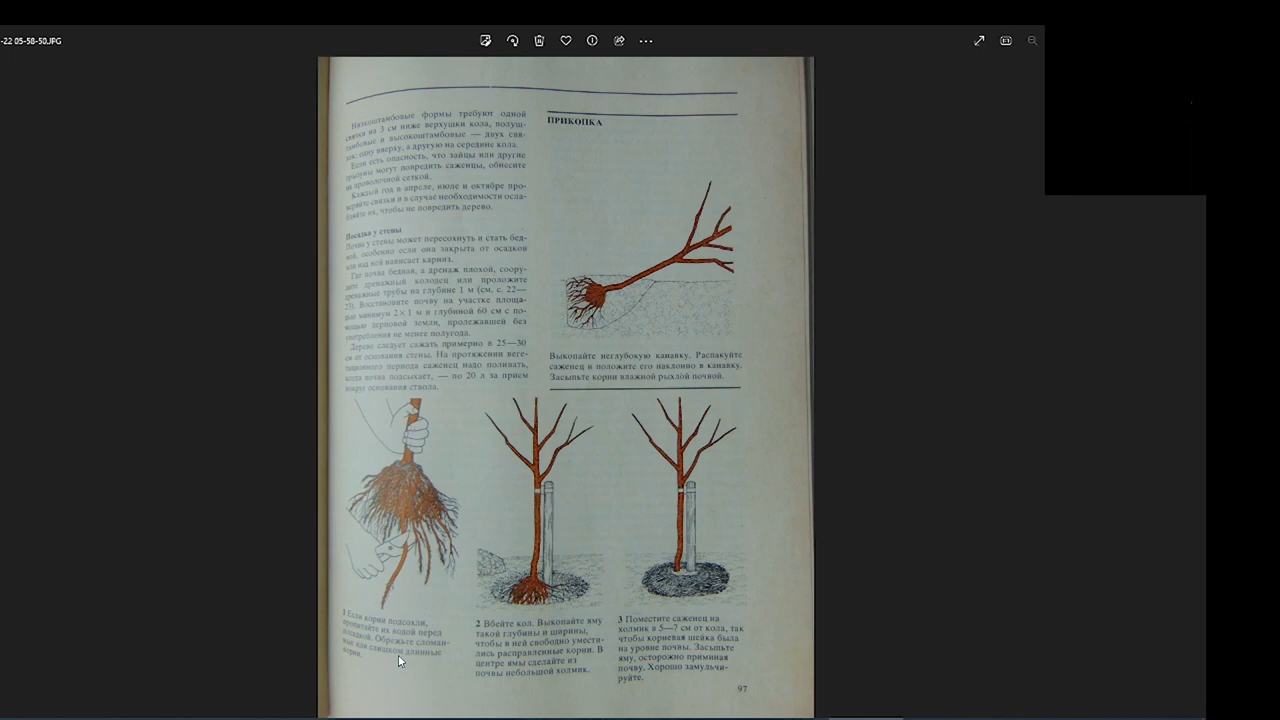 -22 05-58-50.JPG
Низкоштамбовые формы требуют одной
связки на 3 см ниже верхушки кола, полуш-
тамбовые и высокоштамбовые — двух свя-
зок: одну вверху, а другую на середине кола.
Если есть опасность, что зайцы или другие
грызуны могут повредить саженцы, обнесите
их проволочной сеткой.
Каждый год в апреле, июле и октябре про-
веряйте связки и в случае необходимости осла-
бляйте их, чтобы не повредить дерево.
Посадка у стены
Почва у стены может пересохнуть и стать бед-
ной, особенно если она закрыта от осадков
или над ней нависает карниз.
Где почва бедная, а дренаж плохой, соору-
дите дренажный колодец или проложите
дренажные трубы на глубине 1 м (см. с. 22—
23). Восстановите почву на участке площа-
дью минимум 2×1 м и глубиной 60 см с по-
мощью дерновой земли, пролежавшей без
употребления не менее полугода.
Дерево следует сажать примерно в 25—30
см от основания стены. На протяжении веге-
тационного периода саженец надо поливать,
когда почва подсыхает, — по 20 л за прием
вокруг основания ствола.
ПРИКОПКА
Выкопайте неглубокую канавку. Распакуйте
саженец и положите его наклонно в канавку.
Засыпьте корни влажной рыхлой почвой.
1 Если корни подсохли,
пропитайте их водой перед
посадкой. Обрежьте сломан-
ные или слишком длинные
корни.
2 Вбейте кол. Выкопайте яму
такой глубины и ширины,
чтобы в ней свободно умести-
лись расправленные корни. В
центре ямы сделайте из
почвы небольшой холмик.
3 Поместите саженец на
холмик в 5—7 см от кола, так
чтобы корневая шейка была
на уровне почвы. Засыпьте
яму, осторожно приминая
почву. Хорошо замульчи-
руйте.
97